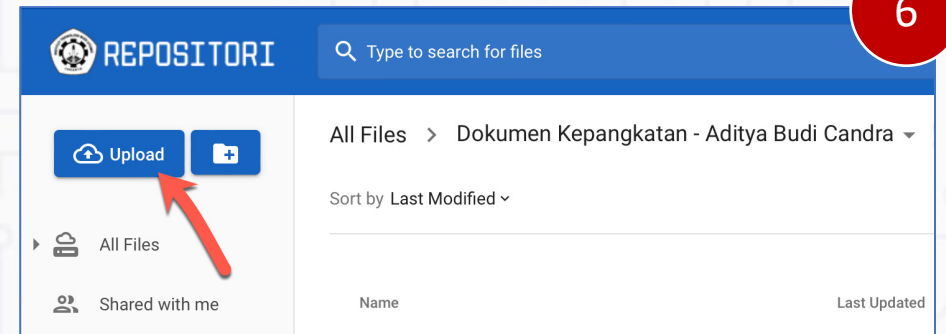 6
REPOSITORI
Type to search for files
Upload
All Files > Dokumen Kepangkatan - Aditya Budi Candra
Sort by Last Modified
All Files
Shared with me
Name Last Updated